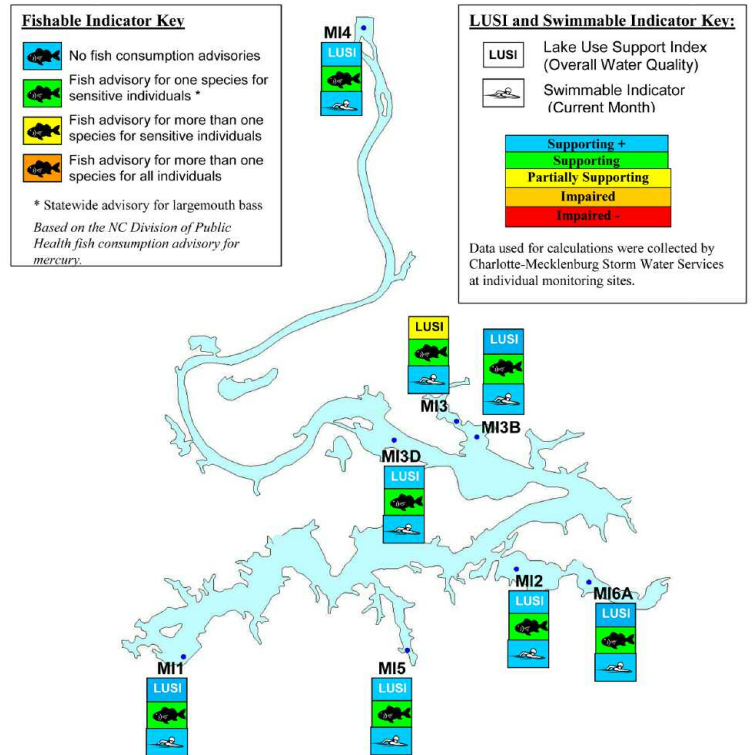 Fishable Indicator Key
No fish consumption advisories
Fish advisory for one species for
sensitive individuals *
Fish advisory for more than one
species for sensitive individuals
Fish advisory for more than one
species for all individuals
* Statewide advisory for largemouth bass
Based on the NC Division of Public
Health fish consumption advisory for
mercury.
LUSI and Swimmable Indicator Key:
LUSI
Lake Use Support Index
(Overall Water Quality)
Swimmable Indicator
(Current Month)
Supporting +
Supporting
Partially Supporting
Impaired
Impaired -
Data used for calculations were collected by
Charlotte-Mecklenburg Storm Water Services
at individual monitoring sites.
MI4
LUSI
LUSI
MI3
LUSI
MI3B
MI3D
LUSI
MI2
LUSI
MI6A
LUSI
MI1
LUSI
MI5
LUSI